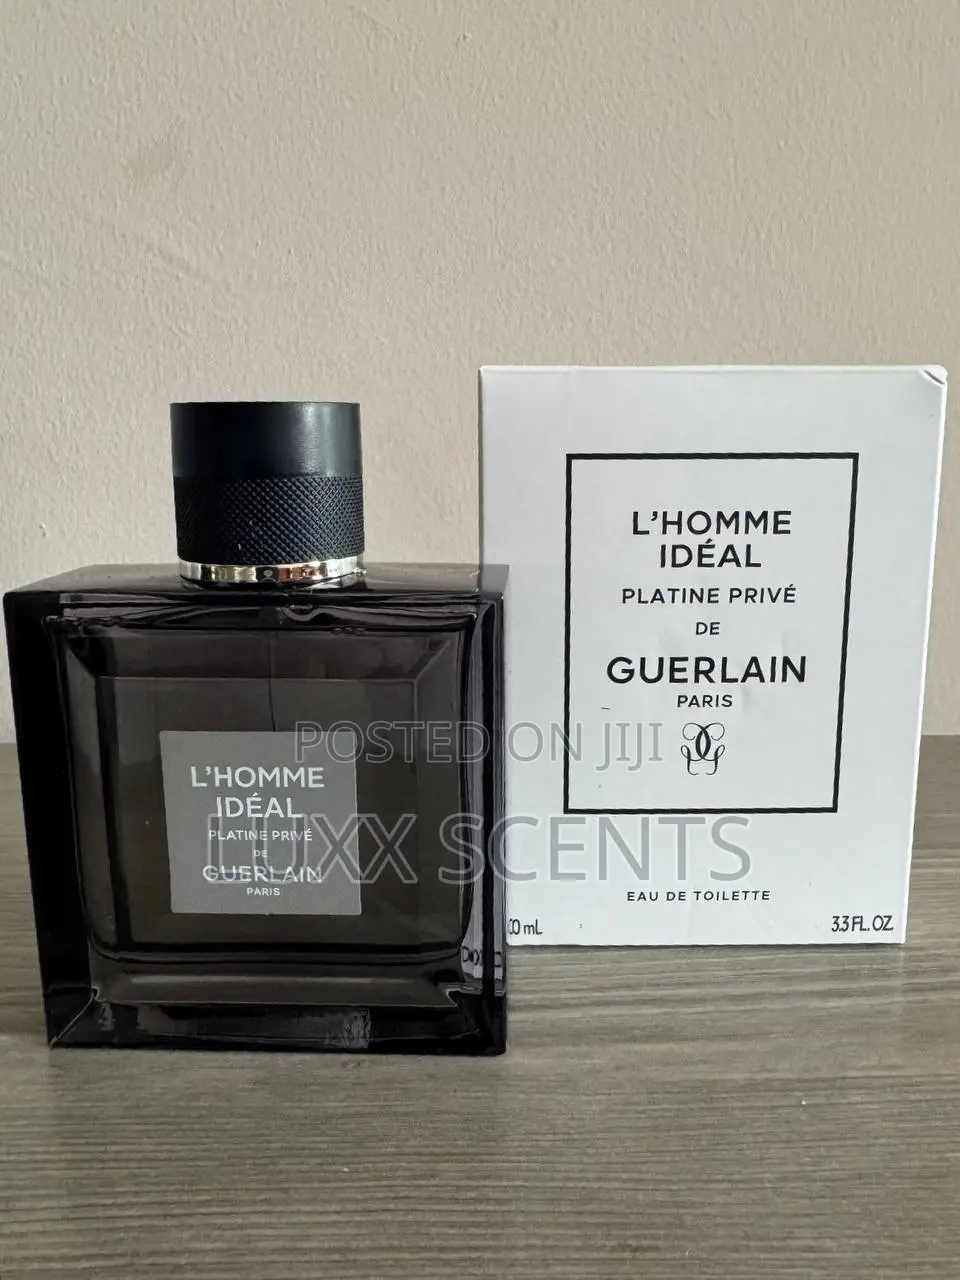 L'HOMME
IDÉAL
PLATINE PRIVÉ
DE
GUERLAIN
PARIS
EAU DE TOILETTE
3.3 FL. OZ.
mL
POSTED ON JIJI
LUXX SCENTS
L'HOMME
IDÉAL
PLATINE PRIVÉ
DE
GUERLAIN
PARIS